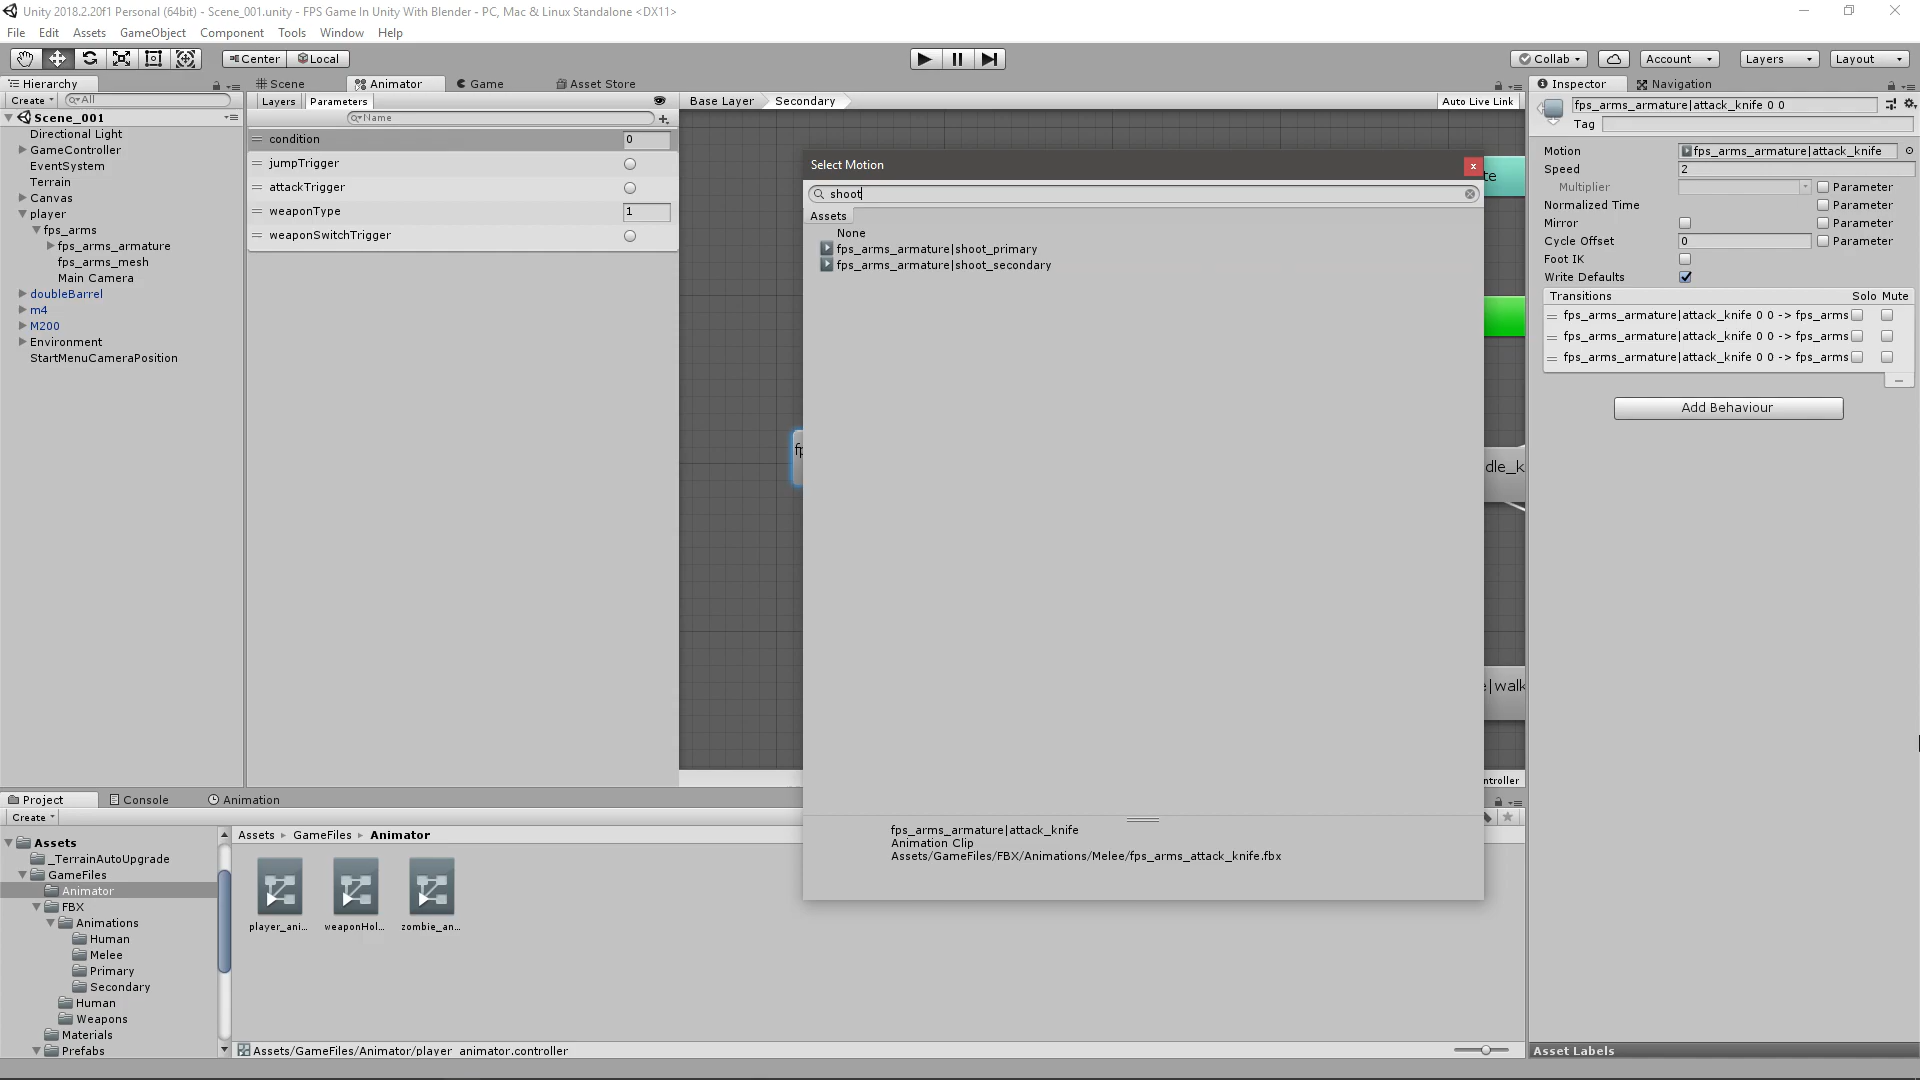 Unity 2018.2.20f1 Personal (64bit) - Scene_001.unity - FPS Game In Unity With Blender - PC, Mac & Linux Standalone <DX11>
File Edit Assets GameObject Component Tools Window Help
Center Local Collab Account Layers Layout
Hierarchy
Create All
Scene_001
Directional Light
GameController
EventSystem
Terrain
Canvas
player
fps_arms
fps_arms_armature
fps_arms_mesh
Main Camera
doubleBarrel
m4
M200
Environment
StartMenuCameraPosition
Scene Animator Game Asset Store
Layers Parameters
Name
condition 0
jumpTrigger
attackTrigger
weaponType 1
weaponSwitchTrigger
Base Layer Secondary Auto Live Link
Select Motion
x
shoot
Assets
None
fps_arms_armature|shoot_primary
fps_arms_armature|shoot_secondary
fps_arms_armature|attack_knife
Animation Clip
Assets/GameFiles/FBX/Animations/Melee/fps_arms_attack_knife.fbx
te
fp
dle_k
e|walk
ntroller
Inspector Navigation
fps_arms_armature|attack_knife 0 0
Tag
Motion fps_arms_armature|attack_knife
Speed 2
Multiplier Parameter
Normalized Time Parameter
Mirror Parameter
Cycle Offset 0 Parameter
Foot IK
Write Defaults
Transitions Solo Mute
fps_arms_armature|attack_knife 0 0 -> fps_arms
fps_arms_armature|attack_knife 0 0 -> fps_arms
fps_arms_armature|attack_knife 0 0 -> fps_arms
Add Behaviour
Asset Labels
Project Console Animation
Create
Assets
_TerrainAutoUpgrade
GameFiles
Animator
FBX
Animations
Human
Melee
Primary
Secondary
Human
Weapons
Materials
Prefabs
Assets GameFiles Animator
player_ani... weaponHol... zombie_an...
Assets/GameFiles/Animator/player_animator.controller